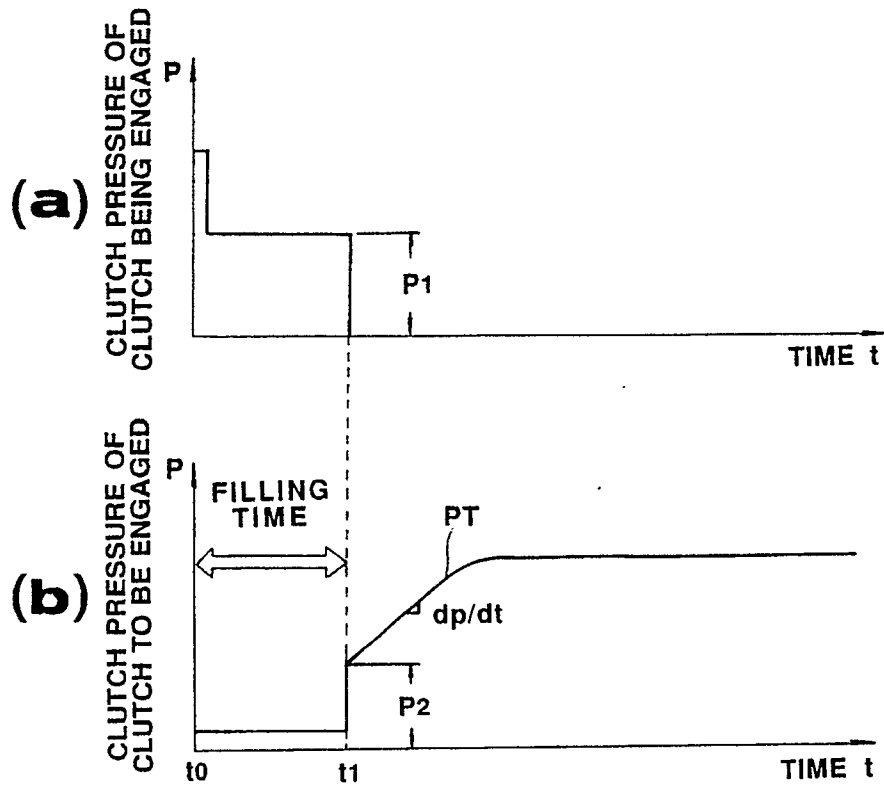 (a)
CLUTCH PRESSURE OF
CLUTCH BEING ENGAGED
P
P1
TIME t
(b)
CLUTCH PRESSURE OF
CLUTCH TO BE ENGAGED
P
FILLING
TIME
PT
dp/dt
P2
t0
t1
TIME t